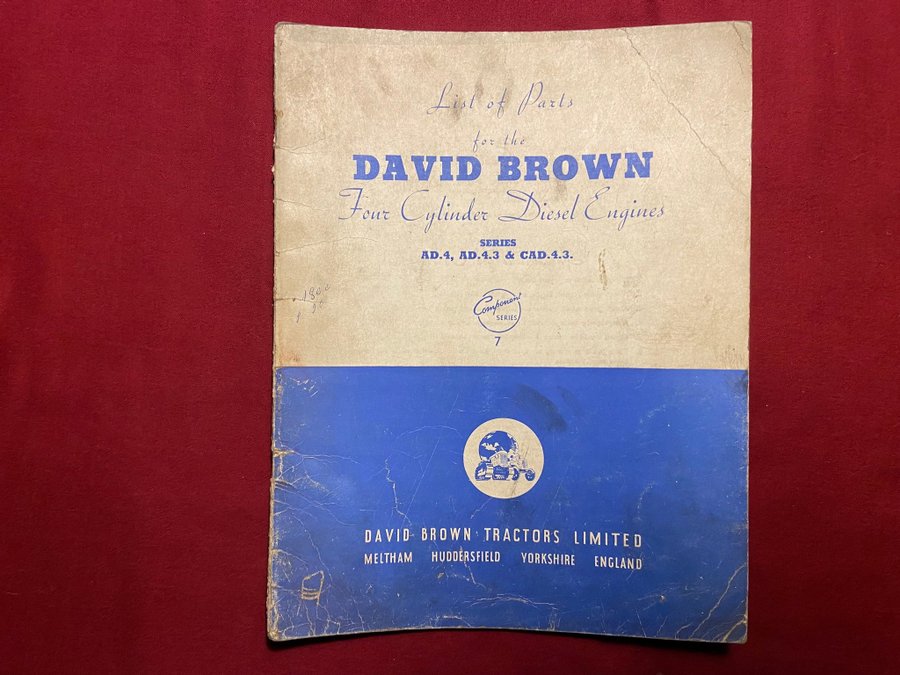 List of Parts
for the
DAVID BROWN
Four Cylinder Diesel Engines
SERIES
AD.4, AD.4.3 & CAD.4.3.
Component
SERIES
7
DAVID BROWN TRACTORS LIMITED
MELTHAM HUDDERSFIELD YORKSHIRE ENGLAND